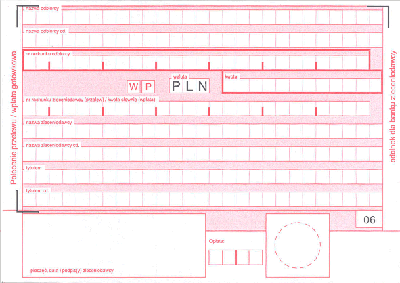 nazwa odbiorcy
nazwa odbiorcy cd.
nr rachunku odbiorcy
W P
waluta
P L N
kwota
nr rachunku zleceniodawcy (przelew) / kwota słownie (wpłata)
nazwa zleceniodawcy
nazwa zleceniodawcy cd.
tytułem
tytułem cd.
06
Opłata:
pieczęć, data i podpis(y) zleceniodawcy
Polecenie przelewu / wpłata gotówkowa
odcinek dla banku zleceniodawcy